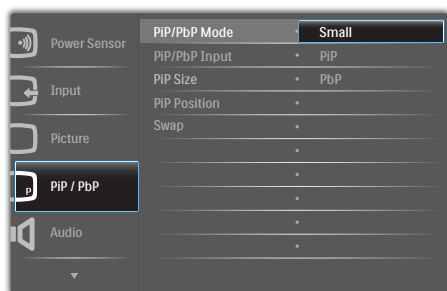 Power Sensor
Input
Picture
PiP / PbP
P
Audio
PiP/PbP Mode
PiP/PbP Input
PiP Size
PiP Position
Swap
Small
PiP
PbP